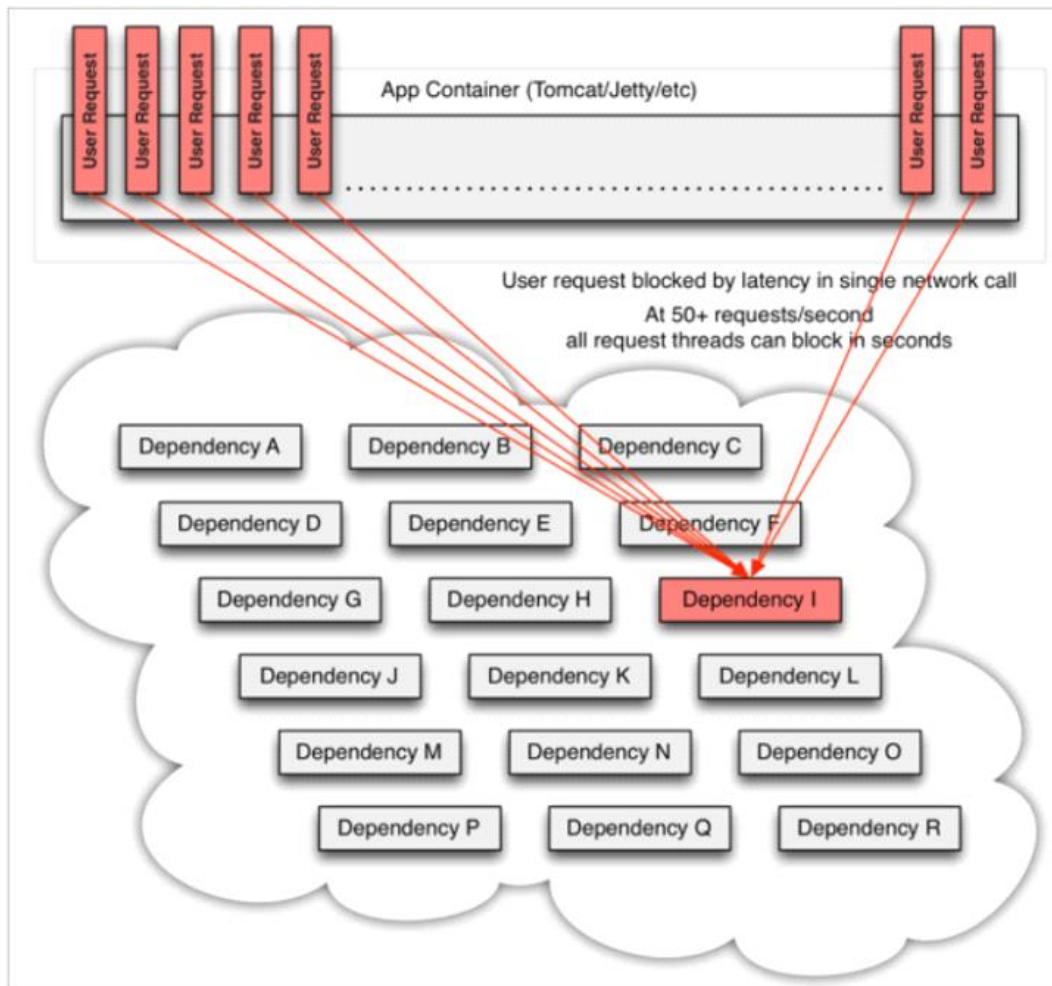 User Request
User Request
User Request
User Request
User Request
User Request
User Request
App Container (Tomcat/Jetty/etc)
User request blocked by latency in single network call
At 50+ requests/second
all request threads can block in seconds
Dependency A
Dependency B
Dependency C
Dependency D
Dependency E
Dependency F
Dependency G
Dependency H
Dependency I
Dependency J
Dependency K
Dependency L
Dependency M
Dependency N
Dependency O
Dependency P
Dependency Q
Dependency R